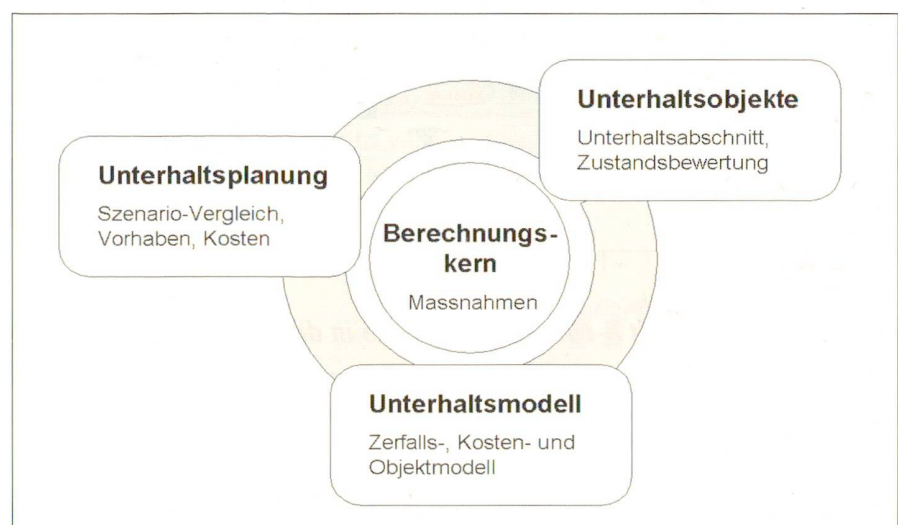 Unterhaltsobjekte
Unterhaltsabschnitt,
Zustandsbewertung
Unterhaltsplanung
Szenario-Vergleich,
Vorhaben, Kosten
Berechnungs-
kern
Massnahmen
Unterhaltsmodell
Zerfalls-, Kosten- und
Objektmodell